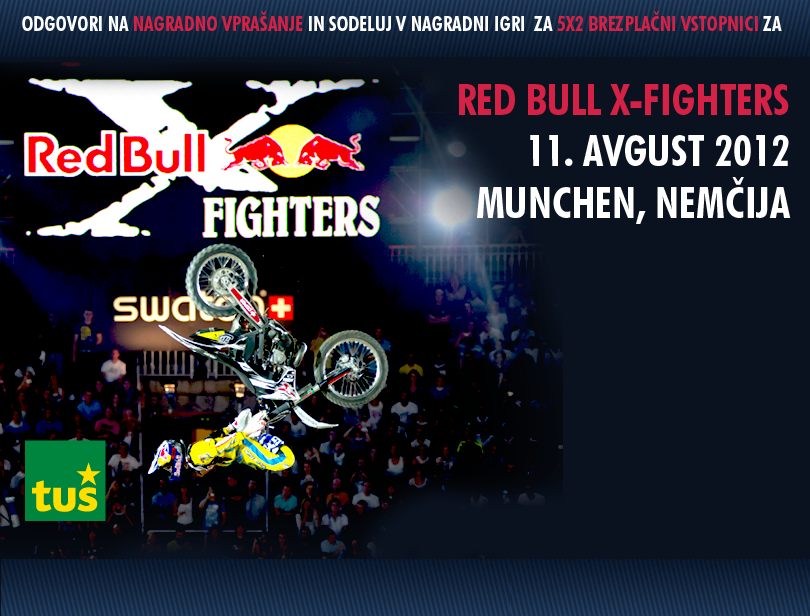 ODGOVORI NA NAGRADNO VPRAŠANJE IN SODELUJ V NAGRADNI IGRI ZA 5X2 BREZPLAČNI VSTOPNICI ZA
RED BULL X-FIGHTERS
11. AVGUST 2012
MUNCHEN, NEMČIJA
X
Red Bull
FIGHTERS
swatch
tuš